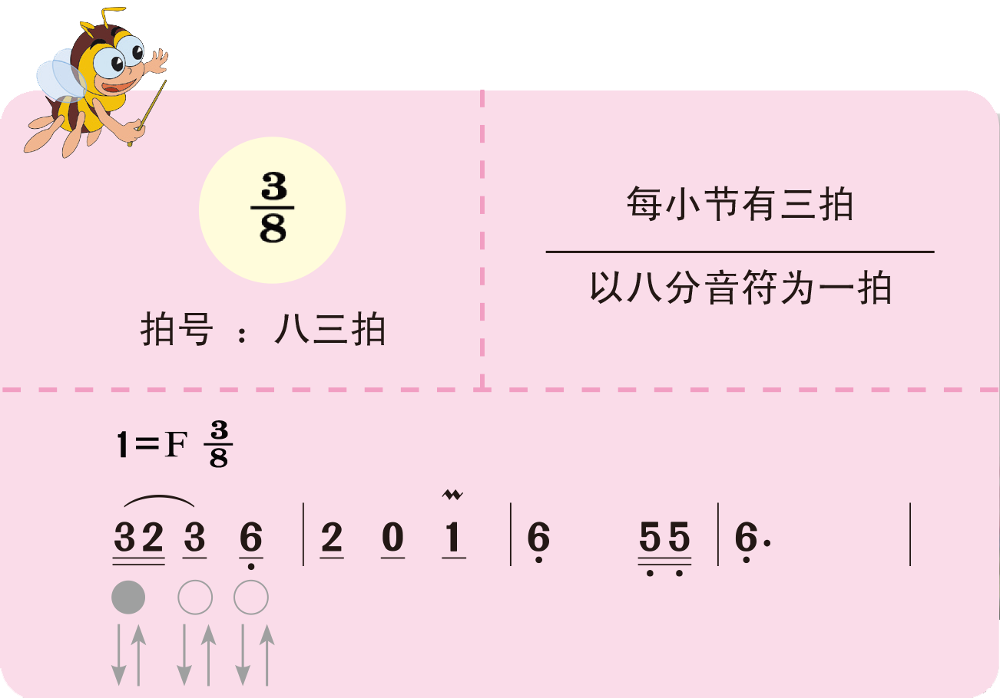 3
8
拍号 ： 八三拍
每小节有三拍
以八分音符为一拍
1=F 3/8
32 3 6 | 2 0 1 | 6 55 | 6. |